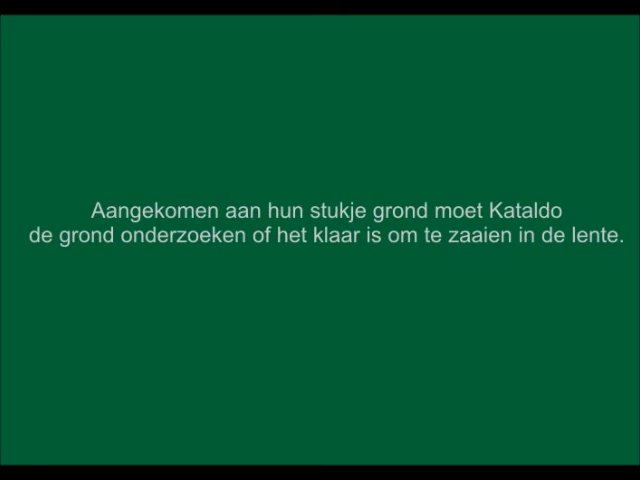 Aangekomen aan hun stukje grond moet Kataldo
de grond onderzoeken of het klaar is om te zaaien in de lente.